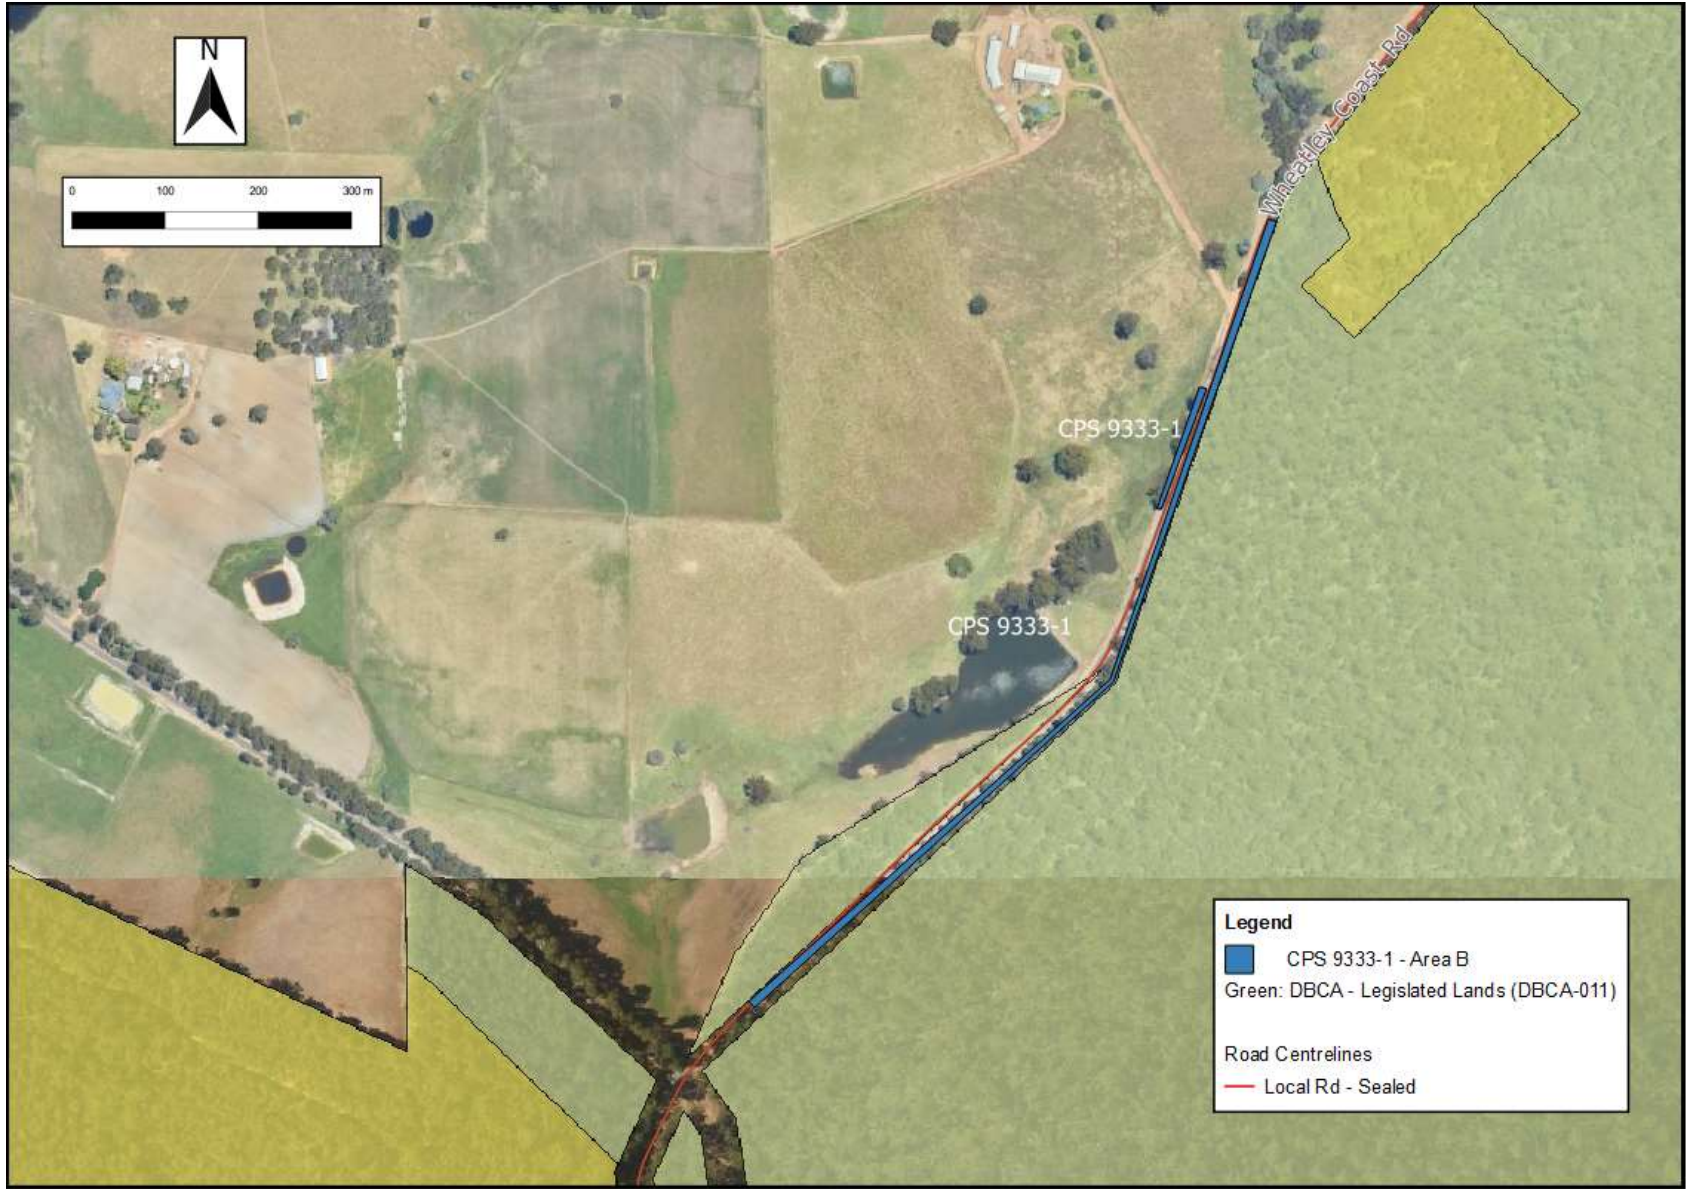 N
0 100 200 300 m
Wheatley Coast Rd
CPS 9333-1
CPS 9333-1
Legend
CPS 9333-1 - Area B
Green: DBCA - Legislated Lands (DBCA-011)
Road Centrelines
Local Rd - Sealed